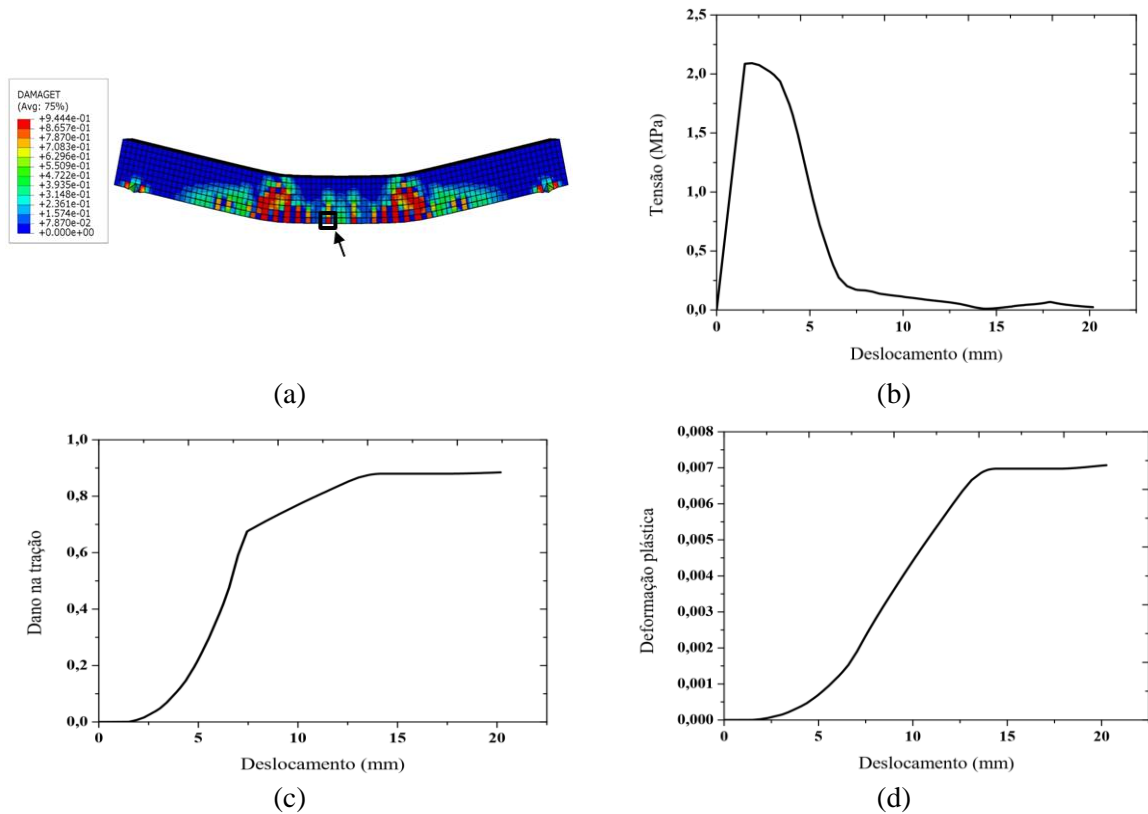 DAMAGET
(Avg: 75%)
+9.444e-01
+8.657e-01
+7.870e-01
+7.083e-01
+6.296e-01
+5.509e-01
+4.722e-01
+3.935e-01
+3.148e-01
+2.361e-01
+1.574e-01
+7.870e-02
+0.000e+00
(a)
2,5
2,0
1,5
1,0
0,5
0,0
Tensão (MPa)
0 5 10 15 20
Deslocamento (mm)
(b)
1,0
0,8
0,6
0,4
0,2
0,0
Dano na tração
0 5 10 15 20
Deslocamento (mm)
(c)
0,008
0,007
0,006
0,005
0,004
0,003
0,002
0,001
0,000
Deformação plástica
0 5 10 15 20
Deslocamento (mm)
(d)